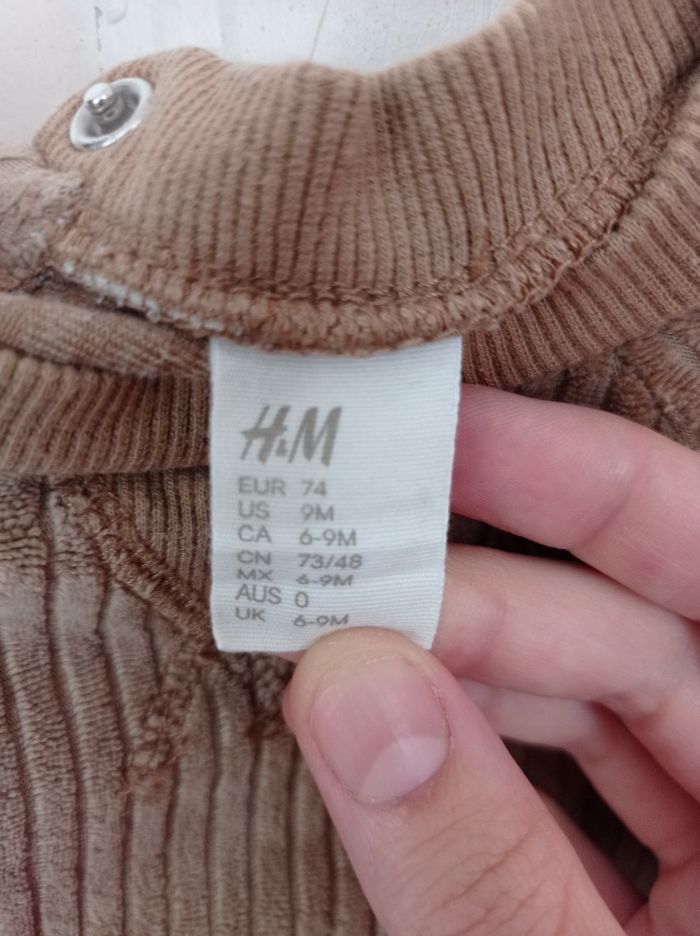 H&M
EUR 74
US 9M
CA 6-9M
CN 73/48
MX 6-9M
AUS 0
UK 6-9M